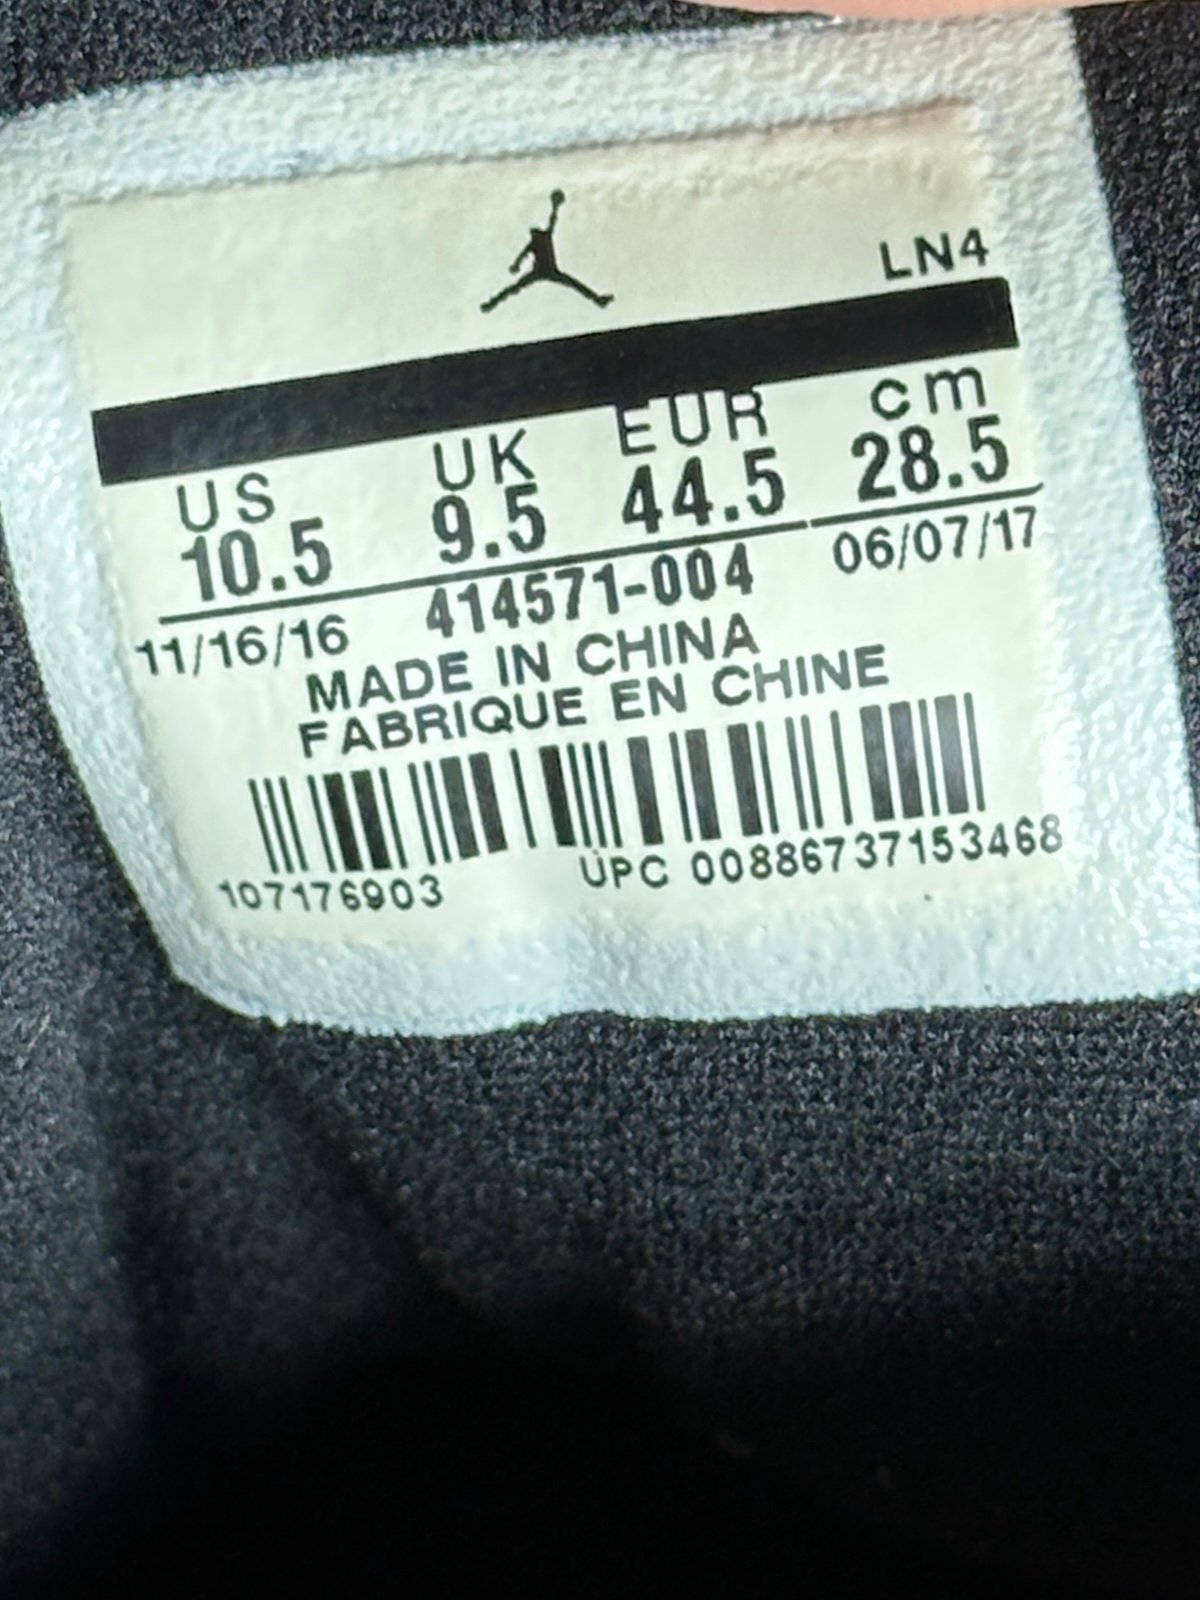 LN4
US UK EUR cm
10.5 9.5 44.5 28.5
11/16/16 414571-004 06/07/17
MADE IN CHINA
FABRIQUE EN CHINE
107176903 UPC 00886737153468